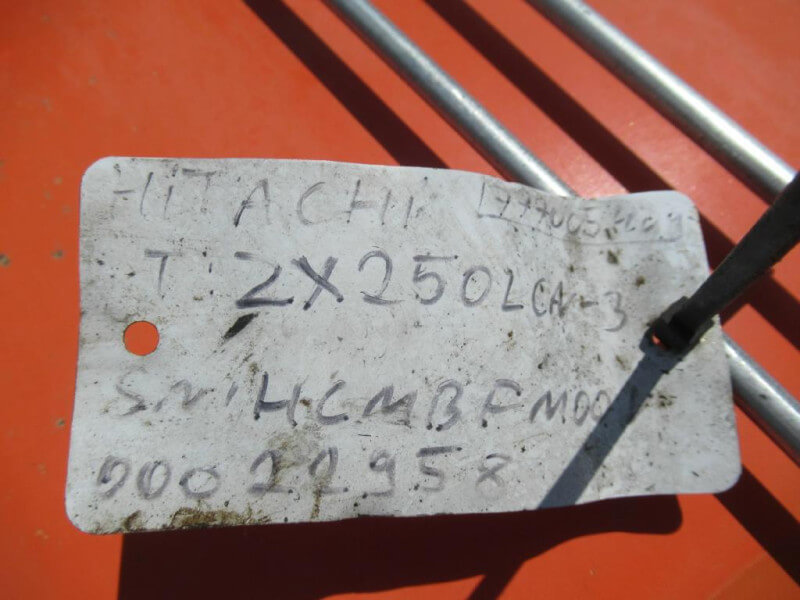 HITACHI
T: ZX250LCN-3
SN: HCMBFM00
00022958